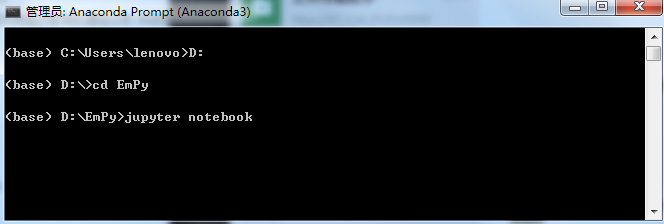 管理员: Anaconda Prompt (Anaconda3)
(base) C:\Users\lenovo>D:
(base) D:\>cd EmPy
(base) D:\EmPy>jupyter notebook